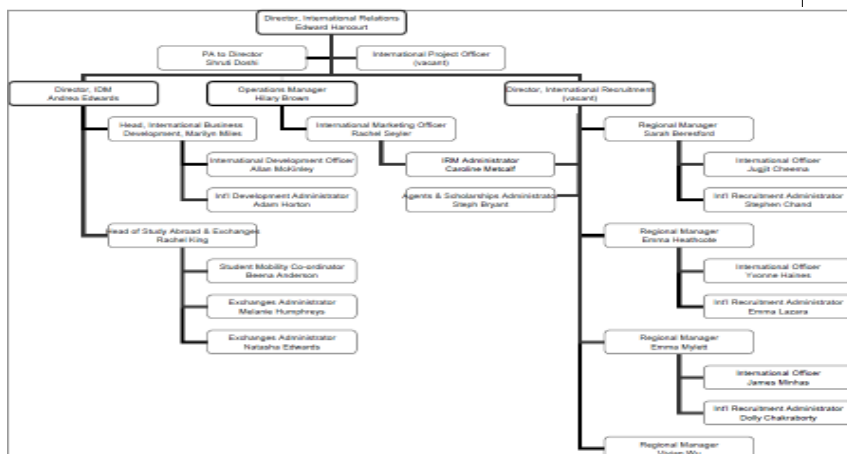 Director, International Relations
Edward Harcourt
PA to Director
Shruti Doshi
International Project Officer
(vacant)
Director, IDM
Andrea Edwards
Operations Manager
Hilary Brown
Director, International Recruitment
(vacant)
Head, International Business
Development, Marilyn Miles
International Marketing Officer
Rachel Seyler
Regional Manager
Sarah Beresford
International Development Officer
Allan McKinley
IRM Administrator
Caroline Metcalf
International Officer
Jugjit Cheema
Int'l Development Administrator
Adam Horton
Agents & Scholarships Administrator
Steph Bryant
Int'l Recruitment Administrator
Stephen Chand
Head of Study Abroad & Exchanges
Rachel King
Regional Manager
Emma Heathcote
Student Mobility Co-ordinator
Beena Anderson
International Officer
Yvonne Haines
Exchanges Administrator
Melanie Humphreys
Int'l Recruitment Administrator
Emma Lazara
Exchanges Administrator
Natasha Edwards
Regional Manager
Emma Mylett
International Officer
James Minhas
Int'l Recruitment Administrator
Dolly Chakraborty
Regional Manager